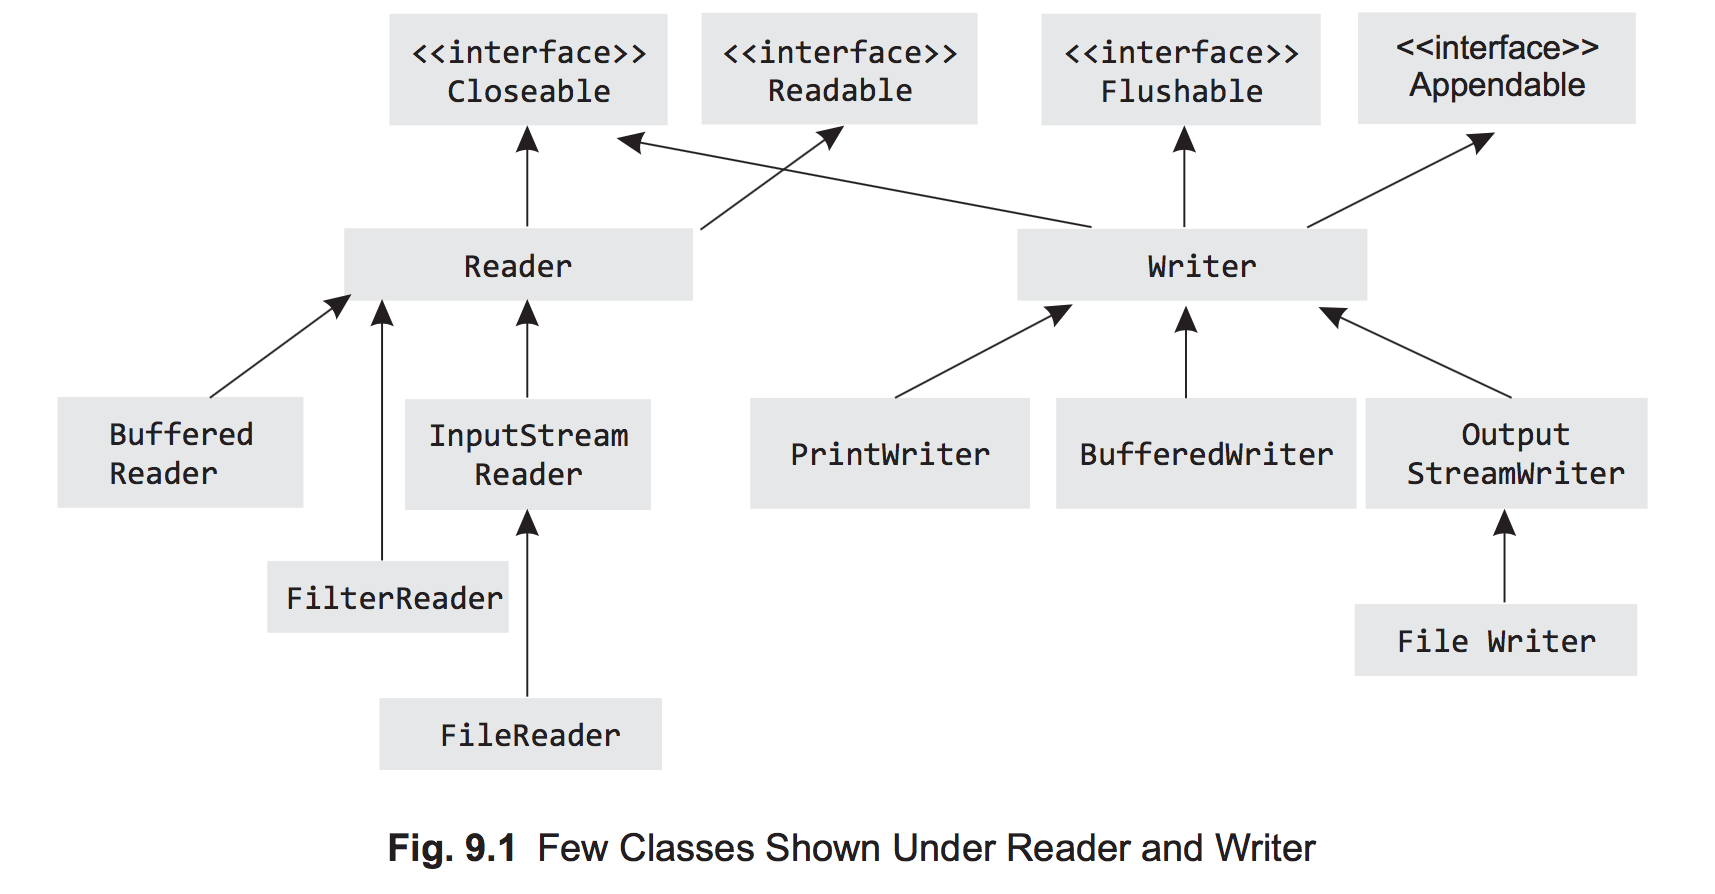 <<interface>>
Closeable
<<interface>>
Readable
<<interface>>
Flushable
<<interface>>
Appendable
Reader
Writer
Buffered
Reader
InputStream
Reader
PrintWriter
BufferedWriter
Output
StreamWriter
FilterReader
File Writer
FileReader
Fig. 9.1 Few Classes Shown Under Reader and Writer